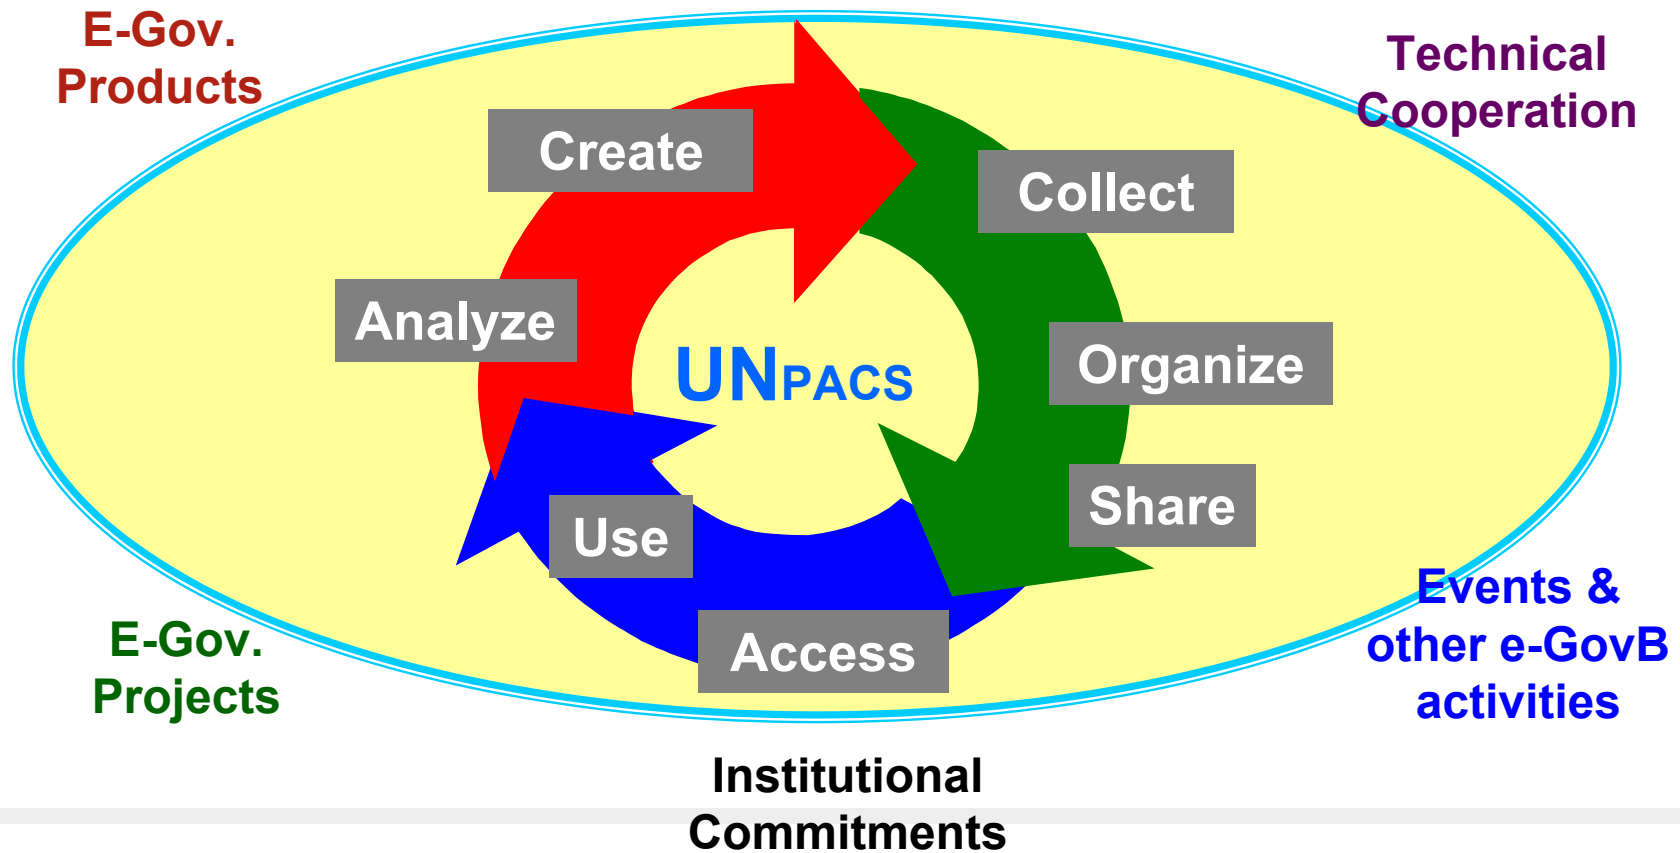 E-Gov.
Products
Technical
Cooperation
Create
Collect
Analyze
Organize
UNPACS
Share
Use
Access
E-Gov.
Projects
Events &
other e-GovB
activities
Institutional
Commitments